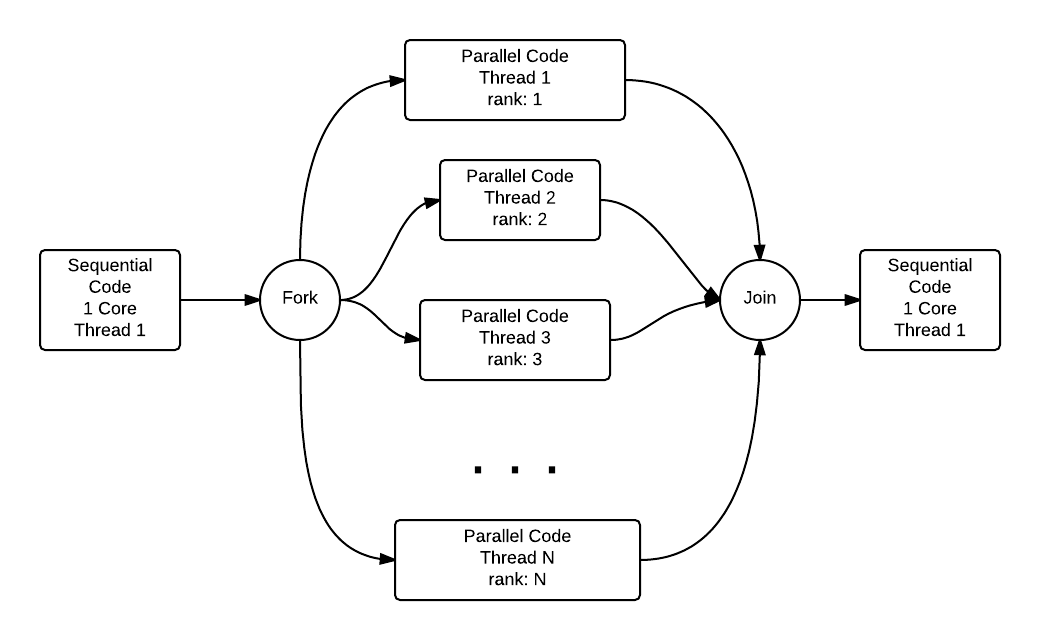 Parallel Code
Thread 1
rank: 1
Parallel Code
Thread 2
rank: 2
Sequential
Code
1 Core
Thread 1
Fork
Parallel Code
Thread 3
rank: 3
Join
Sequential
Code
1 Core
Thread 1
. . .
Parallel Code
Thread N
rank: N